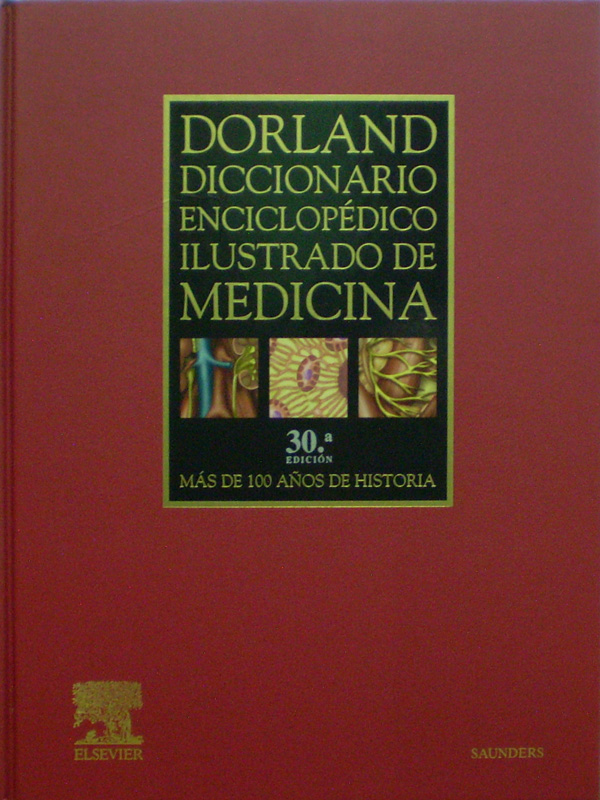 DORLAND
DICCIONARIO
ENCICLOPÉDICO
ILUSTRADO DE
MEDICINA
30.ª
EDICIÓN
MÁS DE 100 AÑOS DE HISTORIA
ELSEVIER
SAUNDERS